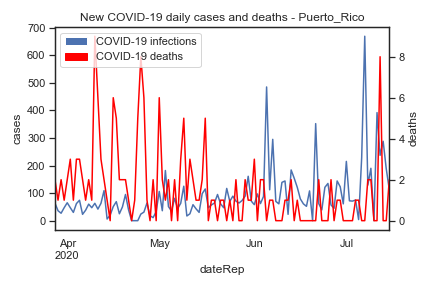 New COVID-19 daily cases and deaths - Puerto_Rico
COVID-19 infections
COVID-19 deaths
700
600
500
400
300
200
100
0
cases
8
6
4
2
0
deaths
Apr
2020
May
Jun
Jul
dateRep